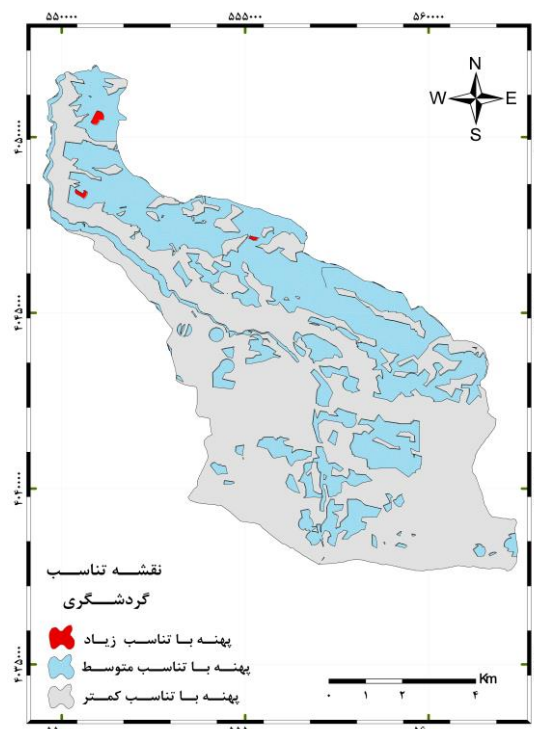 ۵۵۰۰۰۰ ۵۵۵۰۰۰ ۵۶۰۰۰۰
N
W E
S
۴۰۵۰۰۰۰
۴۰۴۵۰۰۰
۴۰۴۰۰۰۰
۴۰۳۵۰۰۰
نقشه تناسب
گردشگری
پهنه با تناسب زیاد
پهنه با تناسب متوسط
پهنه با تناسب کمتر
Km
۰ ۱ ۲ ۴